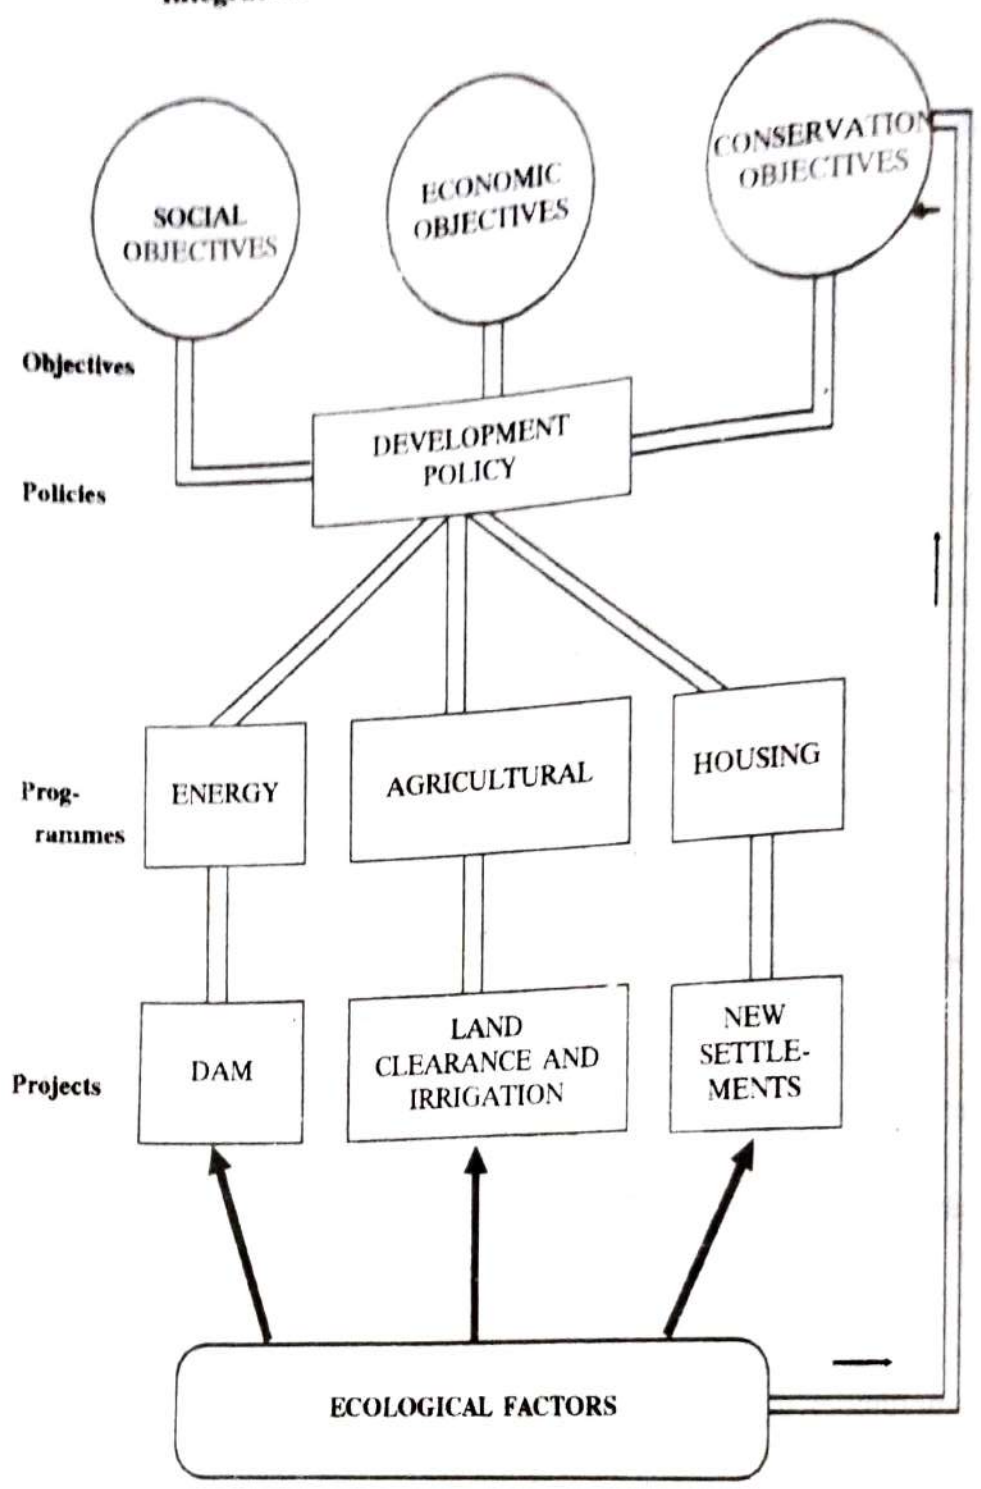 CONSERVATION
OBJECTIVES
ECONOMIC
OBJECTIVES
SOCIAL
OBJECTIVES
Objectives
DEVELOPMENT
POLICY
Policies
ENERGY
AGRICULTURAL
HOUSING
Prog-
rammes
DAM
LAND
CLEARANCE AND
IRRIGATION
NEW
SETTLE-
MENTS
Projects
ECOLOGICAL FACTORS